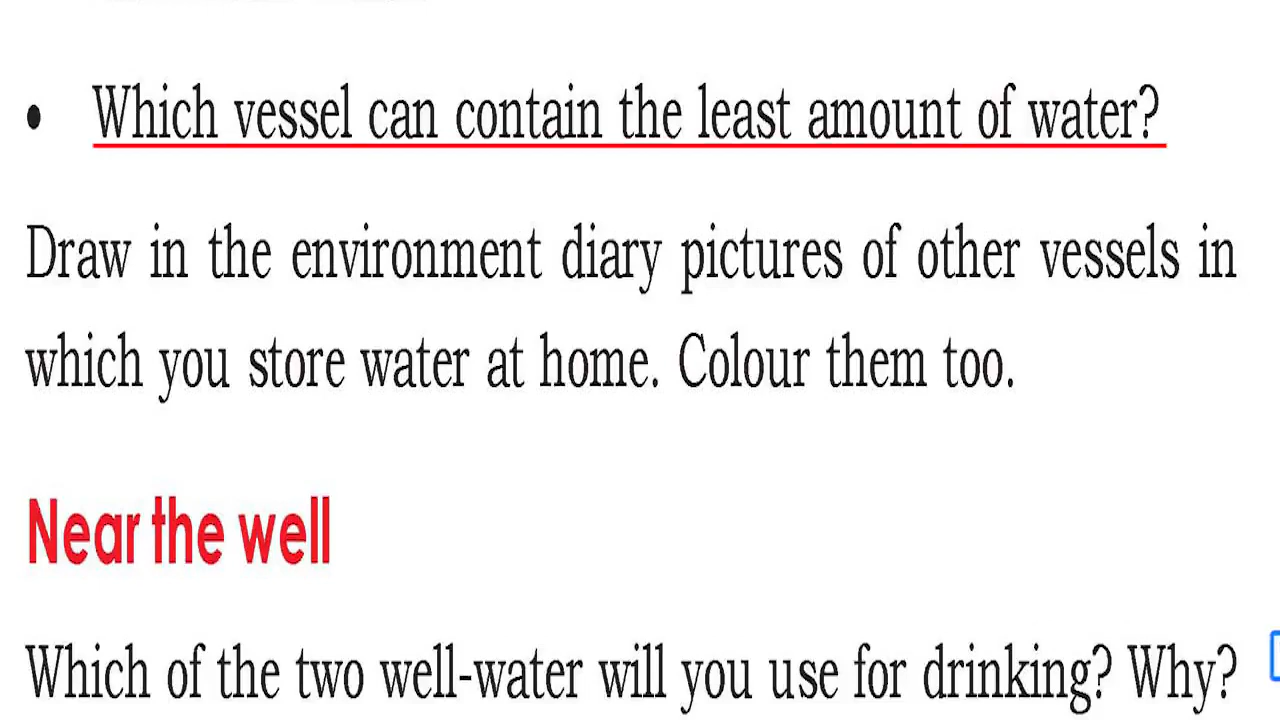 • Which vessel can contain the least amount of water?
Draw in the environment diary pictures of other vessels in
which you store water at home. Colour them too.
Near the well
Which of the two well-water will you use for drinking? Why?